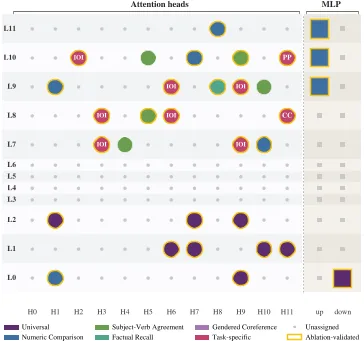 Attention heads MLP
L11
L10 IOI PP
L9 IOI IOI
L8 IOI IOI CC
L7 IOI IOI
L6
L5
L4
L3
L2
L1
L0
H0 H1 H2 H3 H4 H5 H6 H7 H8 H9 H10 H11 up down
Universal Subject-Verb Agreement Gendered Coreference Unassigned
Numeric Comparison Factual Recall Task-specific Ablation-validated